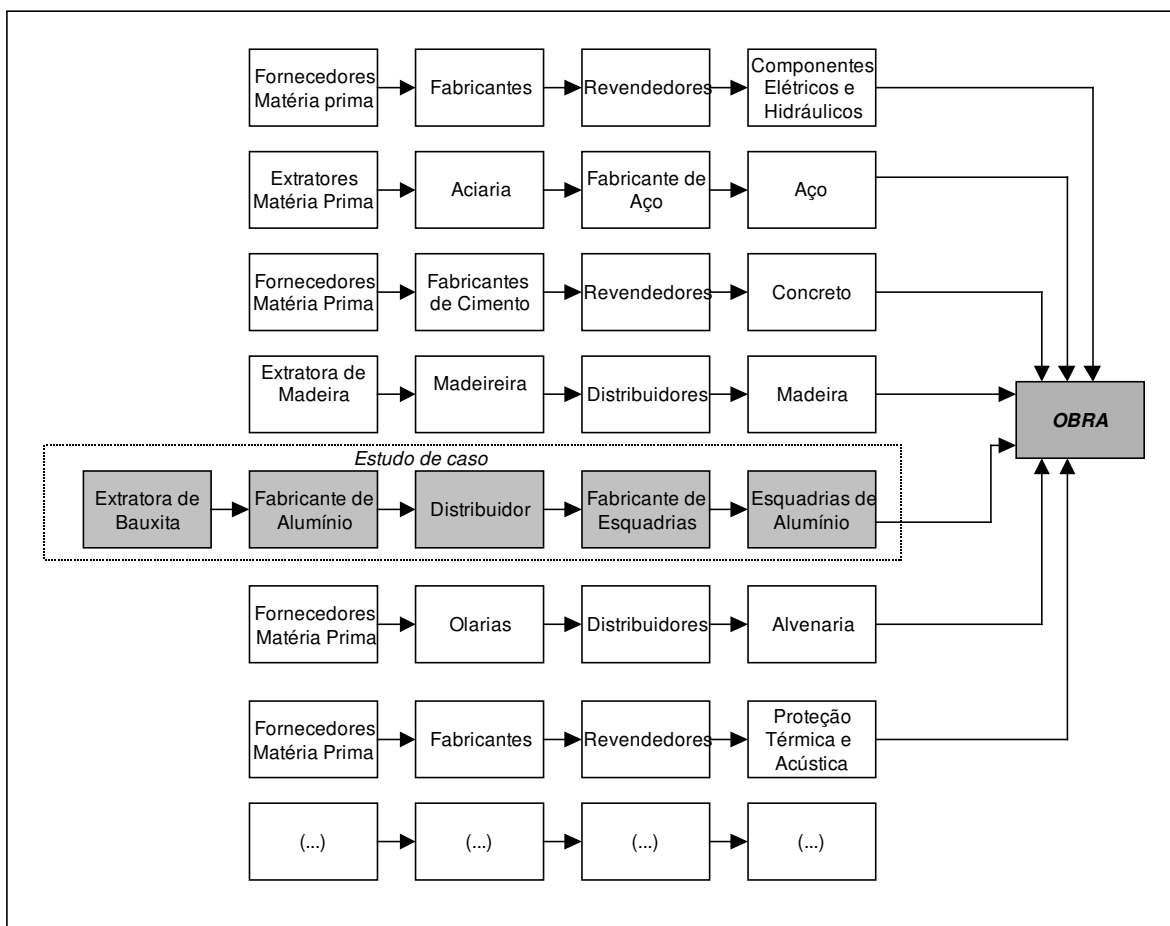 Fornecedores
Matéria prima
Fabricantes
Revendedores
Componentes
Elétricos e
Hidráulicos
Extratores
Matéria Prima
Aciaria
Fabricante de
Aço
Aço
Fornecedores
Matéria Prima
Fabricantes
de Cimento
Revendedores
Concreto
Extratora de
Madeira
Madeireira
Distribuidores
Madeira
OBRA
Estudo de caso
Extratora de
Bauxita
Fabricante de
Alumínio
Distribuidor
Fabricante de
Esquadrias
Esquadrias de
Alumínio
Fornecedores
Matéria Prima
Olarias
Distribuidores
Alvenaria
Fornecedores
Matéria Prima
Fabricantes
Revendedores
Proteção
Térmica e
Acústica
(...)
(...)
(...)
(...)